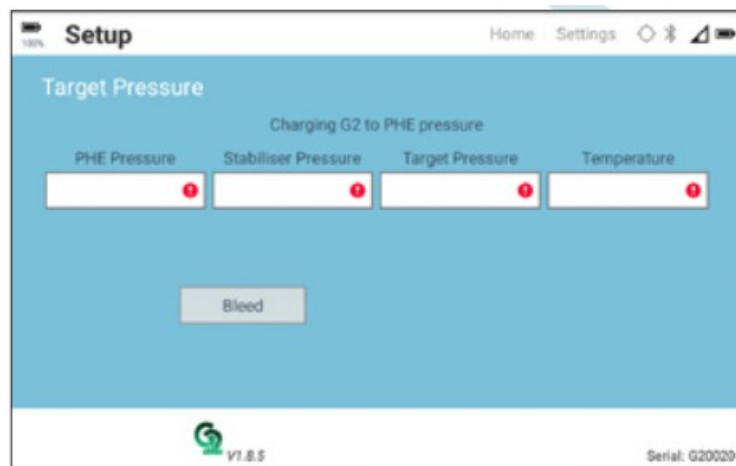 Setup Home Settings
100%
Target Pressure
Charging G2 to PHE pressure
PHE Pressure Stabiliser Pressure Target Pressure Temperature
Bleed
G2 V1.8.5 Serial: G20020